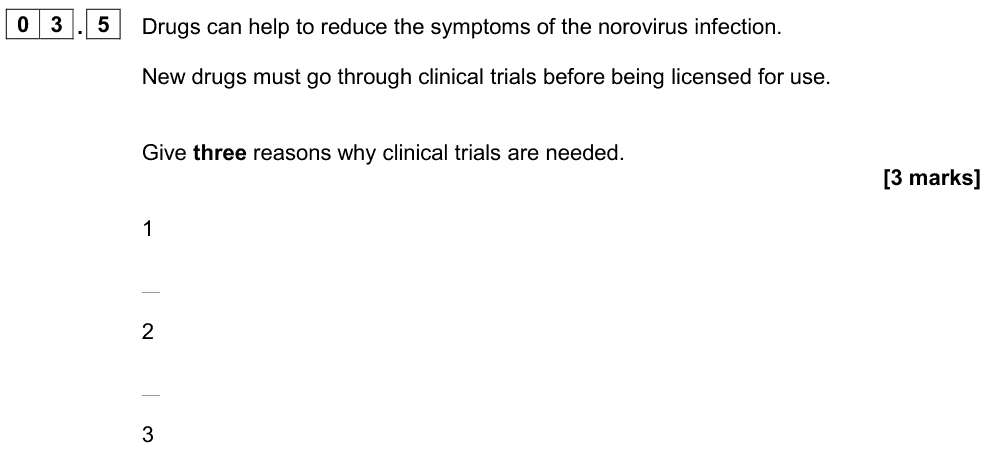 0 3 . 5 Drugs can help to reduce the symptoms of the norovirus infection.
New drugs must go through clinical trials before being licensed for use.
Give three reasons why clinical trials are needed.
[3 marks]
1
2
3